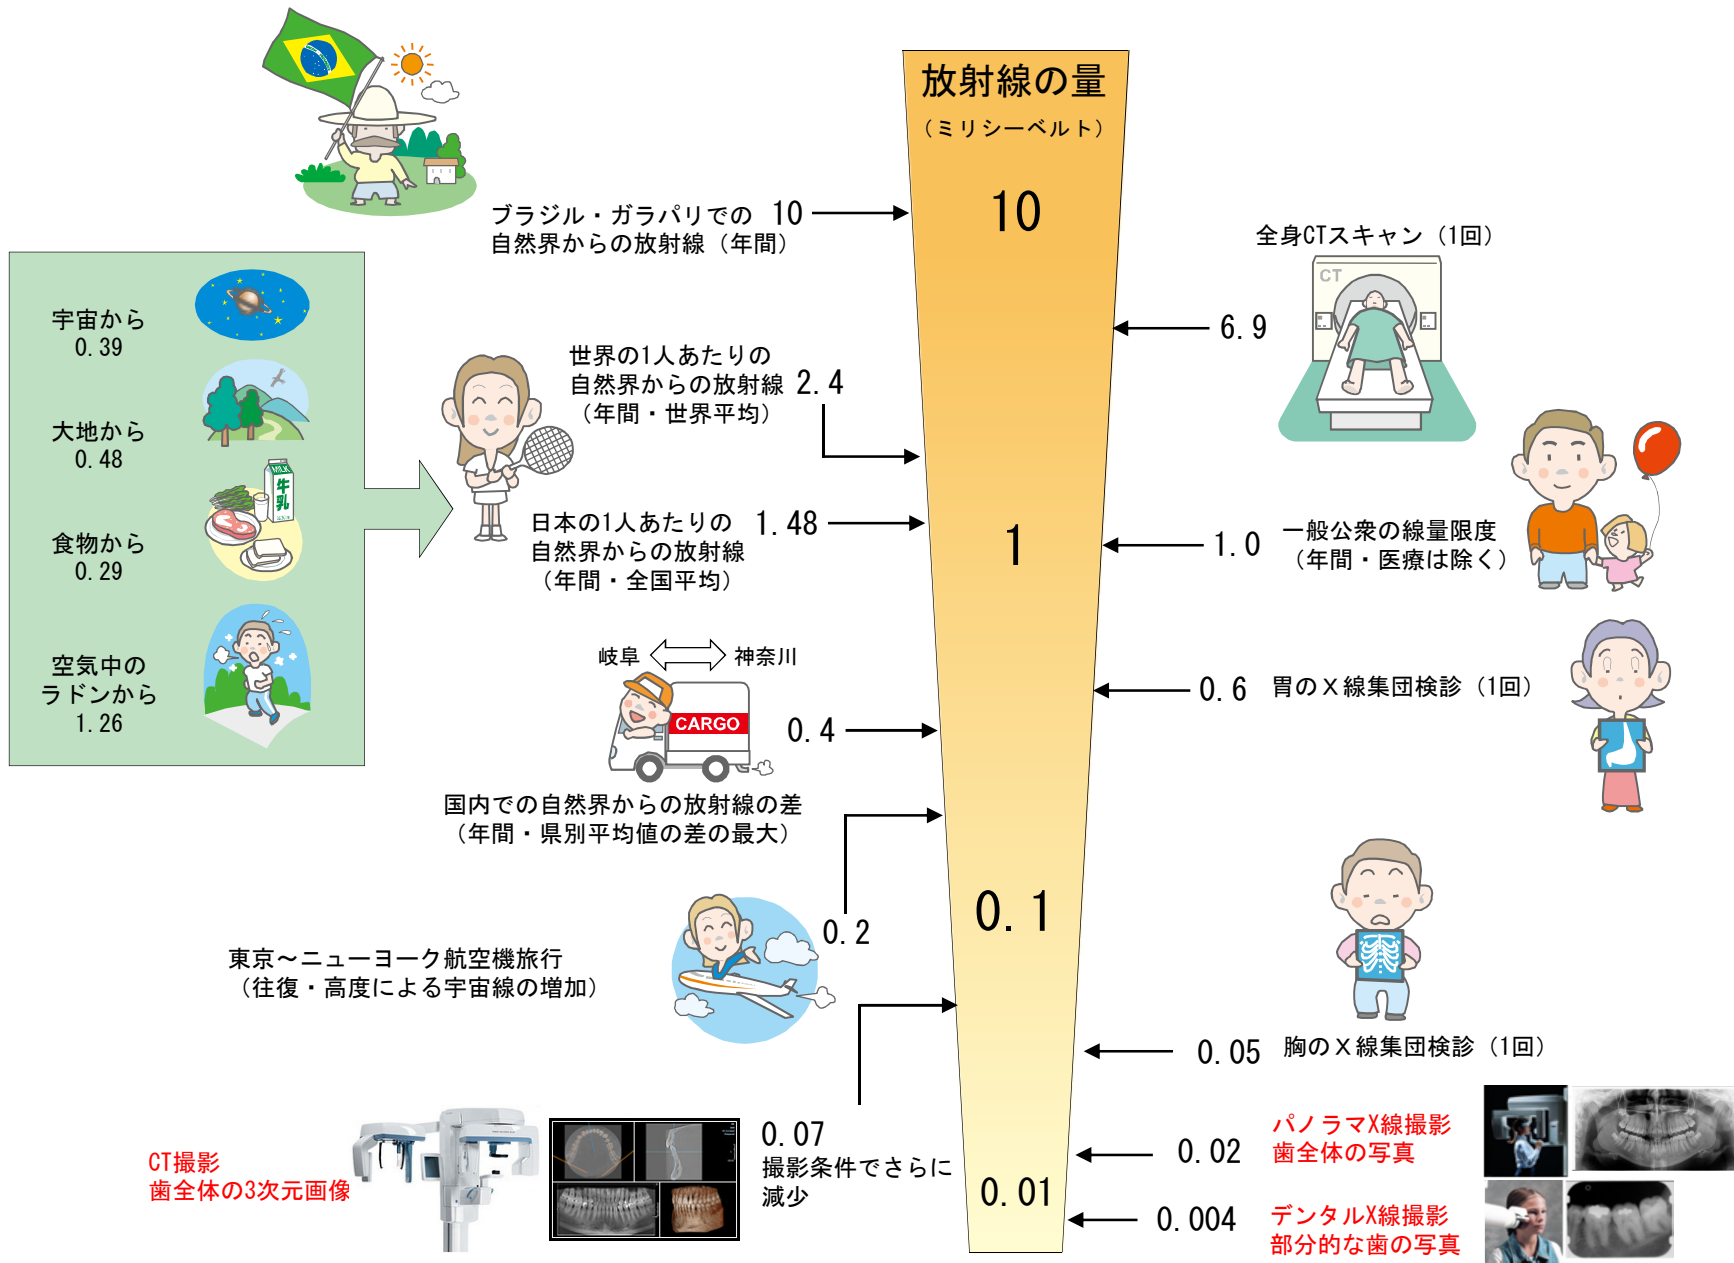 放射線の量
（ミリシーベルト）
10
1
0.1
0.01
ブラジル・ガラパリでの 10
自然界からの放射線（年間）
宇宙から
0.39
大地から
0.48
食物から
0.29
空気中の
ラドンから
1.26
MILK
牛乳
世界の1人あたりの
自然界からの放射線 2.4
（年間・世界平均）
日本の1人あたりの 1.48
自然界からの放射線
（年間・全国平均）
岐阜 神奈川
CARGO
0.4
国内での自然界からの放射線の差
（年間・県別平均値の差の最大）
0.2
東京～ニューヨーク航空機旅行
（往復・高度による宇宙線の増加）
CT撮影
歯全体の3次元画像
0.07
撮影条件でさらに
減少
全身CTスキャン（1回）
CT
6.9
1.0 一般公衆の線量限度
（年間・医療は除く）
0.6 胃のＸ線集団検診（1回）
0.05 胸のＸ線集団検診（1回）
0.02
パノラマX線撮影
歯全体の写真
0.004
デンタルX線撮影
部分的な歯の写真